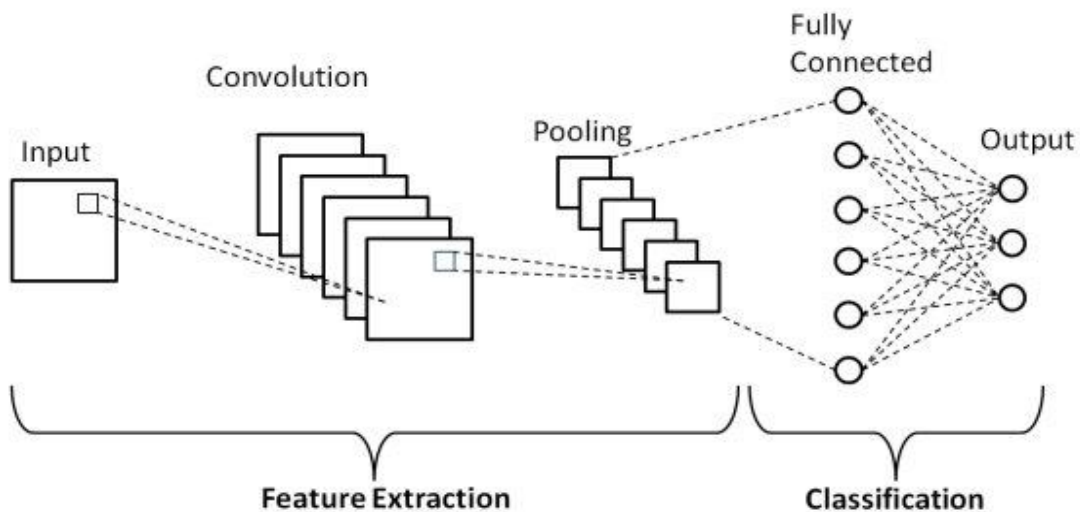 Input
Convolution
Pooling
Fully
Connected
Output
Feature Extraction
Classification